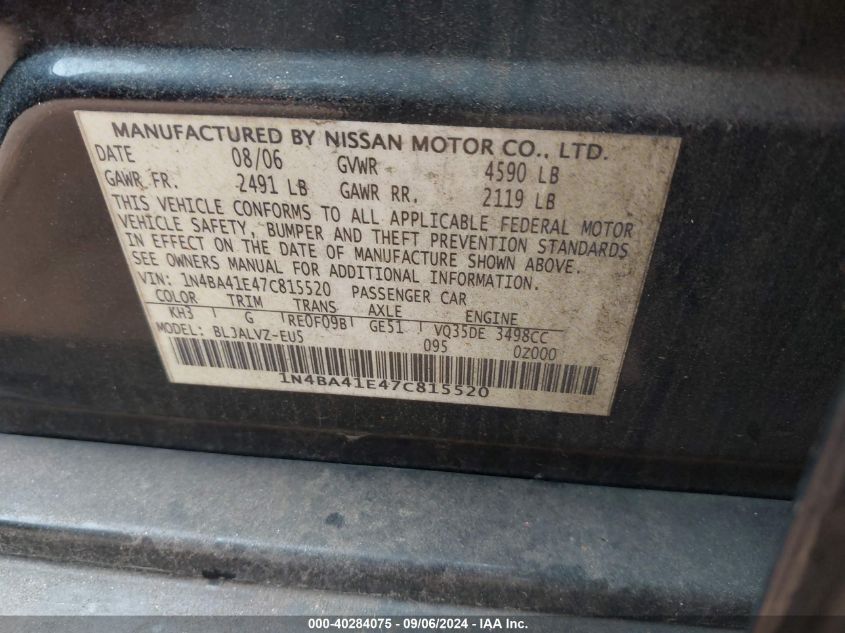 MANUFACTURED BY NISSAN MOTOR CO., LTD.
DATE 08/06 GVWR 4590 LB
GAWR FR. 2491 LB GAWR RR. 2119 LB
THIS VEHICLE CONFORMS TO ALL APPLICABLE FEDERAL MOTOR
VEHICLE SAFETY, BUMPER AND THEFT PREVENTION STANDARDS
IN EFFECT ON THE DATE OF MANUFACTURE SHOWN ABOVE.
SEE OWNERS MANUAL FOR ADDITIONAL INFORMATION.
VIN: 1N4BA41E47C815520 PASSENGER CAR
COLOR TRIM TRANS AXLE ENGINE
KH3 G RE0F09B GE51 VQ35DE 3498CC
MODEL: BLJALVZ-EU5 095 0Z000
1N4BA41E47C815520
000-40284075 - 09/06/2024 - IAA Inc.